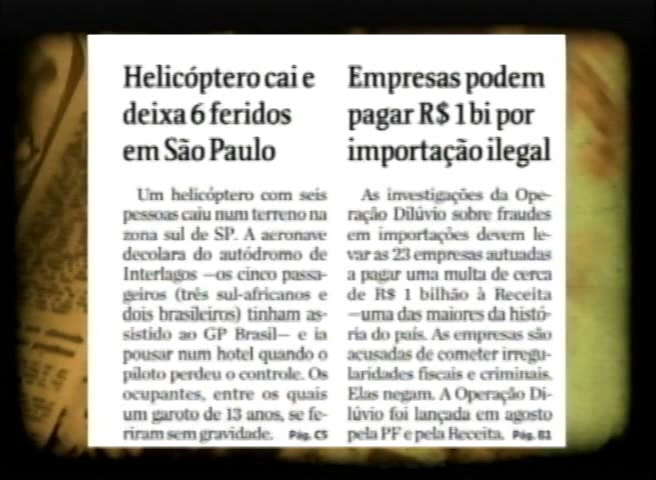 Helicóptero cai e
deixa 6 feridos
em São Paulo
Um helicóptero com seis
pessoas caiu num terreno na
zona sul de SP. A aeronave
decolara do autódromo de
Interlagos —os cinco passa-
geiros (três sul-africanos e
dois brasileiros) tinham as-
sistido ao GP Brasil— e ia
pousar num hotel quando o
piloto perdeu o controle. Os
ocupantes, entre os quais
um garoto de 13 anos, se fe-
riram sem gravidade. Pág. C5
Empresas podem
pagar R$ 1 bi por
importação ilegal
As investigações da Ope-
ração Dilúvio sobre fraudes
em importações devem le-
var as 23 empresas autuadas
a pagar uma multa de cerca
de R$ 1 bilhão à Receita
—uma das maiores da histó-
ria do país. As empresas são
acusadas de cometer irregu-
laridades fiscais e criminais.
Elas negam. A Operação Di-
lúvio foi lançada em agosto
pela PF e pela Receita. Pág. B1